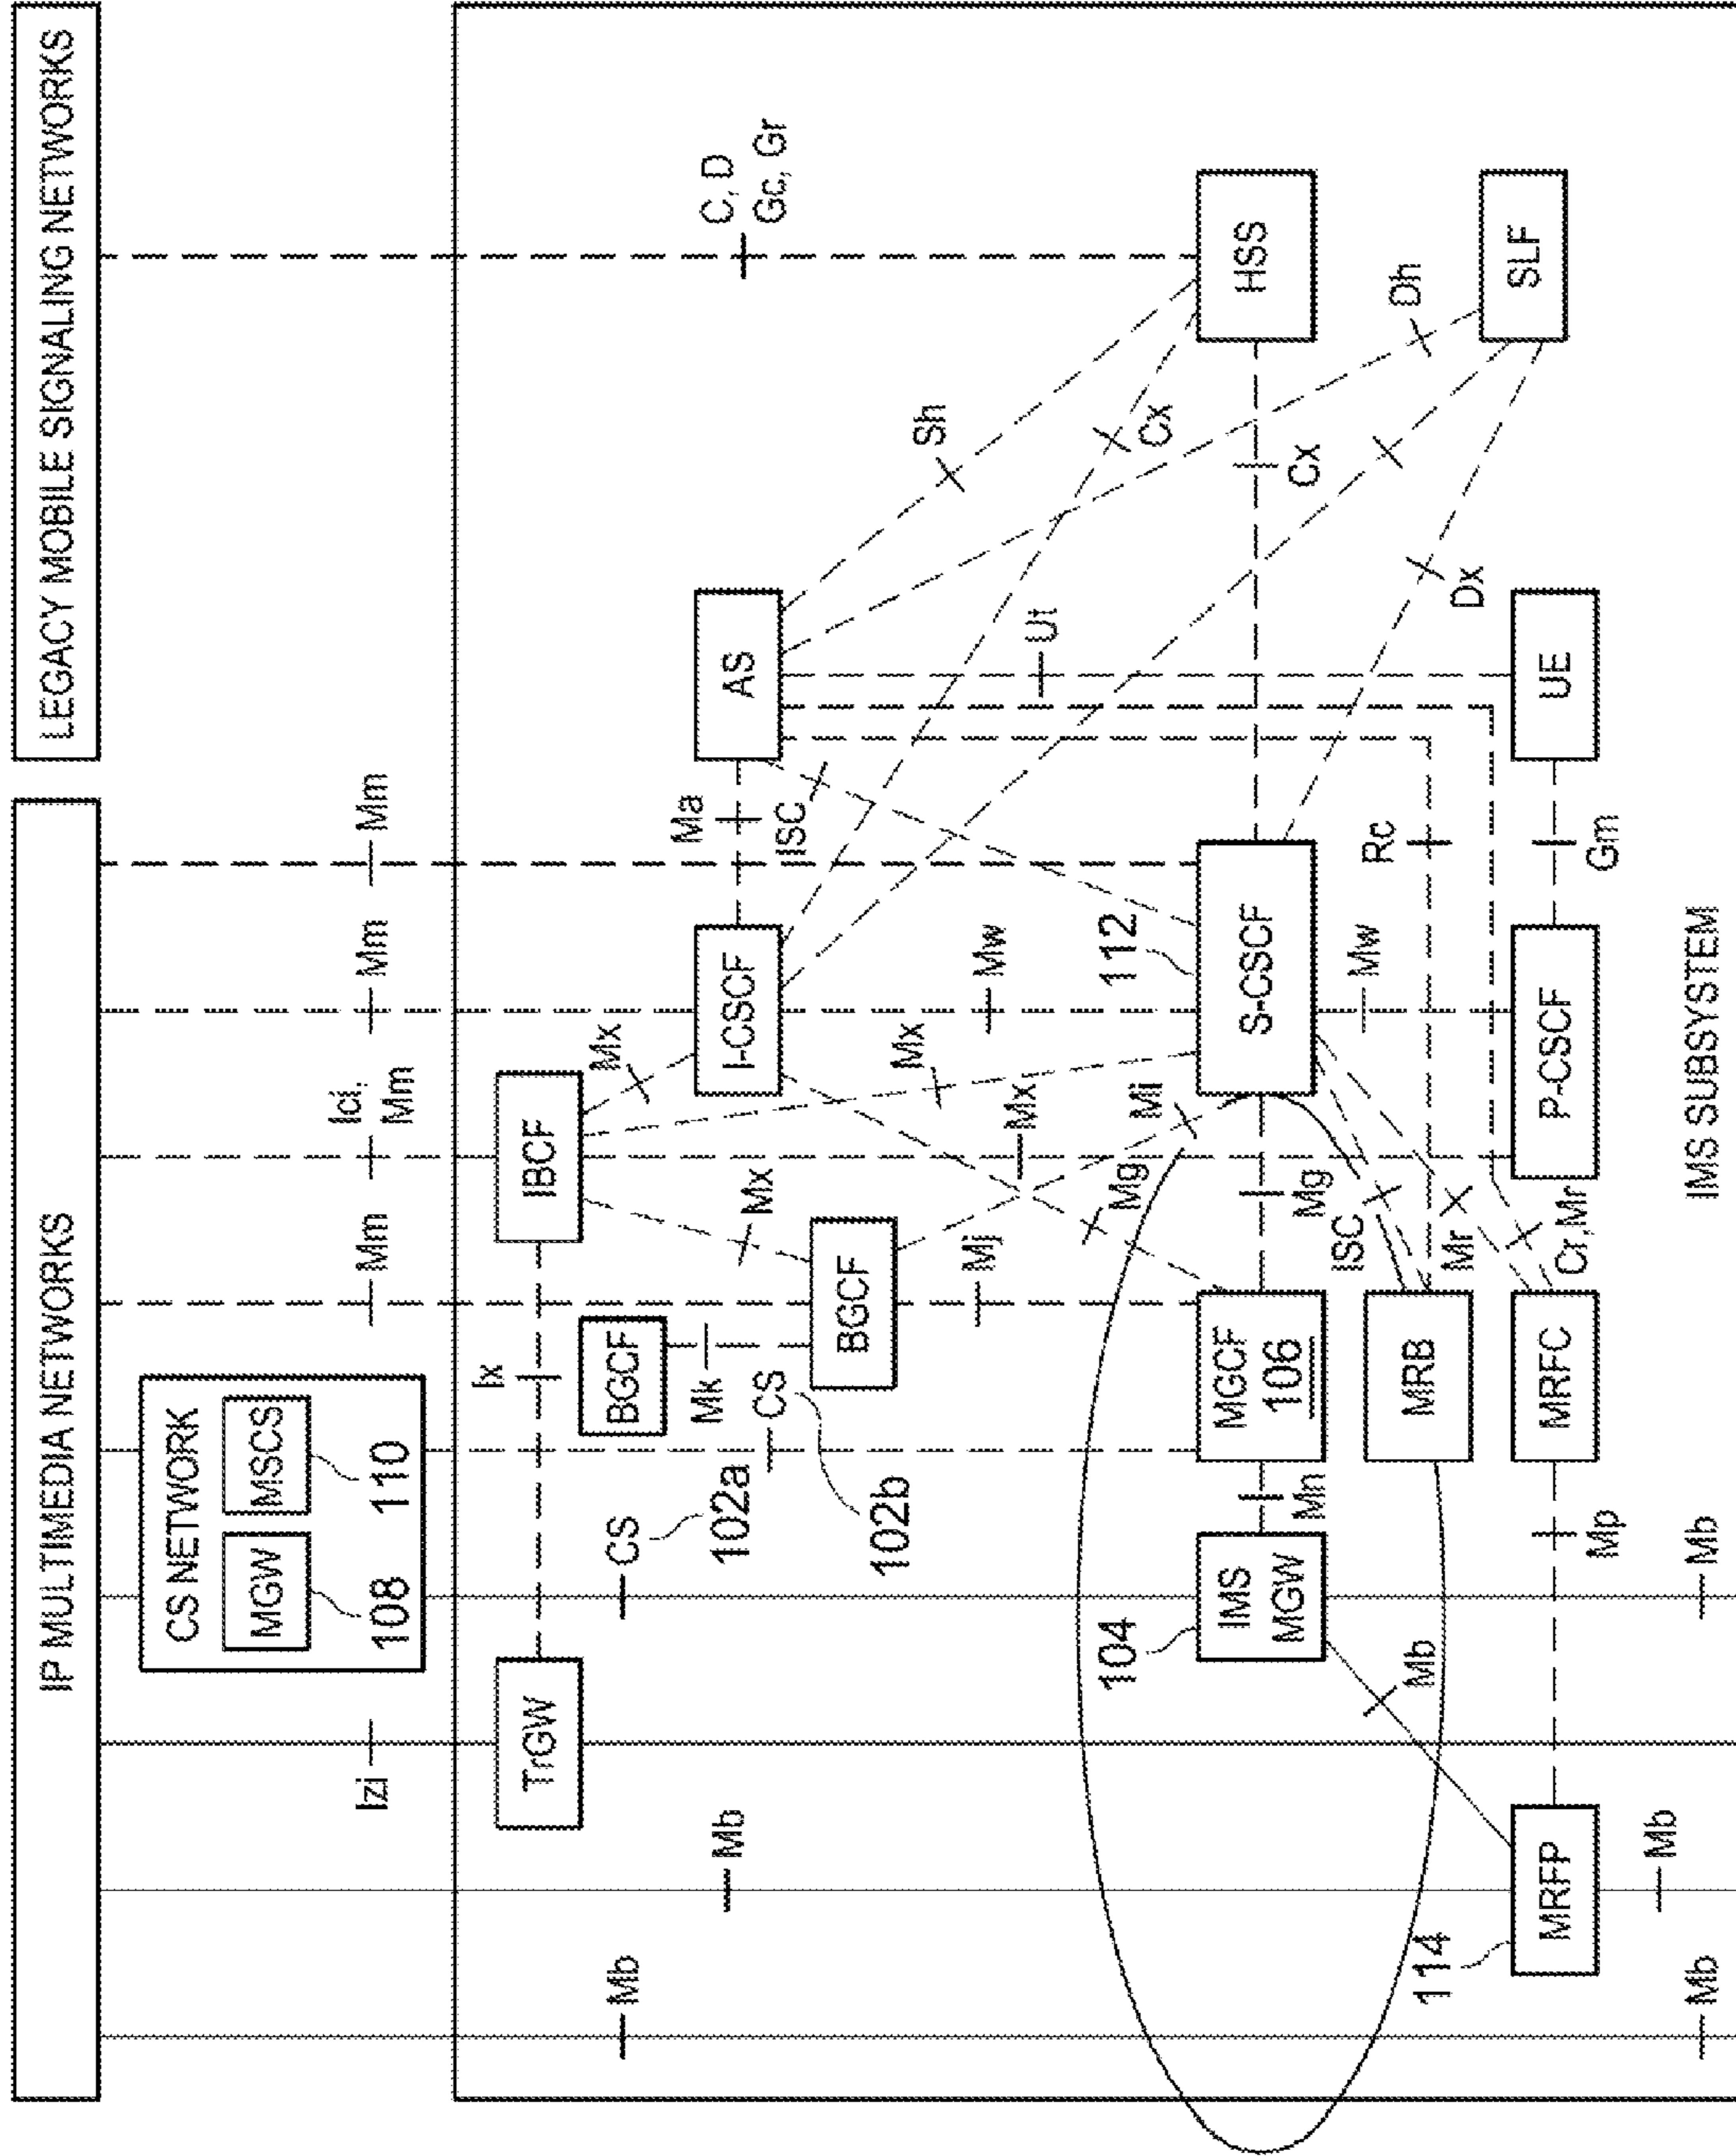 IP MULTIMEDIA NETWORKS
LEGACY MOBILE SIGNALING NETWORKS
CS NETWORK
MGW
MSCS
108
110
Izi
Mm
Ici,
Mm
Mm
Mm
TrGW
Ix
IBCF
Mb
Mb
CS
102a
BGCF
Mk
CS
102b
Mx
Mx
BGCF
I-CSCF
Ma
ISC
AS
C, D
Gc, Gr
Sh
Mj
Mx
Mw
Mx
Ut
Cx
Mi
Mg
104
IMS
MGW
Mn
MGCF
106
Mg
112
S-CSCF
Cx
HSS
Mb
MRB
ISC
Mr
Mw
Rc
Dx
Dh
114
MRFP
Mp
MRFC
Cr, Mr
P-CSCF
Gm
UE
SLF
Mb
Mb
Mb
IMS SUBSYSTEM